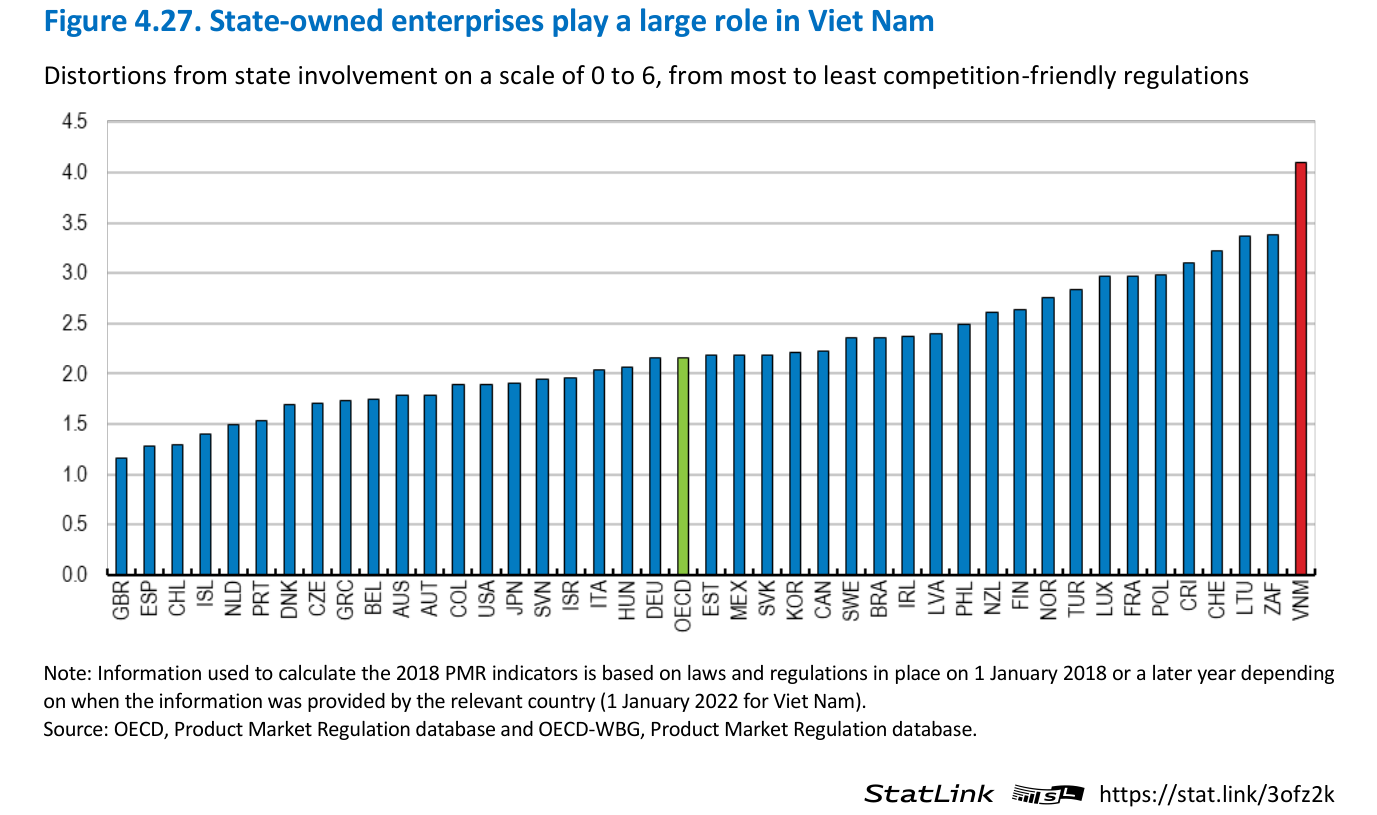 Figure 4.27. State-owned enterprises play a large role in Viet Nam
Distortions from state involvement on a scale of 0 to 6, from most to least competition-friendly regulations
4.5
4.0
3.5
3.0
2.5
2.0
1.5
1.0
0.5
0.0
GBR
ESP
CHL
ISL
NLD
PRT
DNK
CZE
GRC
BEL
AUS
AUT
COL
USA
JPN
SVN
ISR
ITA
HUN
DEU
OECD
EST
MEX
SVK
KOR
CAN
SWE
BRA
IRL
LVA
PHL
NZL
FIN
NOR
TUR
LUX
FRA
POL
CRI
CHE
LTU
ZAF
VNM
Note: Information used to calculate the 2018 PMR indicators is based on laws and regulations in place on 1 January 2018 or a later year depending
on when the information was provided by the relevant country (1 January 2022 for Viet Nam).
Source: OECD, Product Market Regulation database and OECD-WBG, Product Market Regulation database.
StatLink SL https://stat.link/3ofz2k